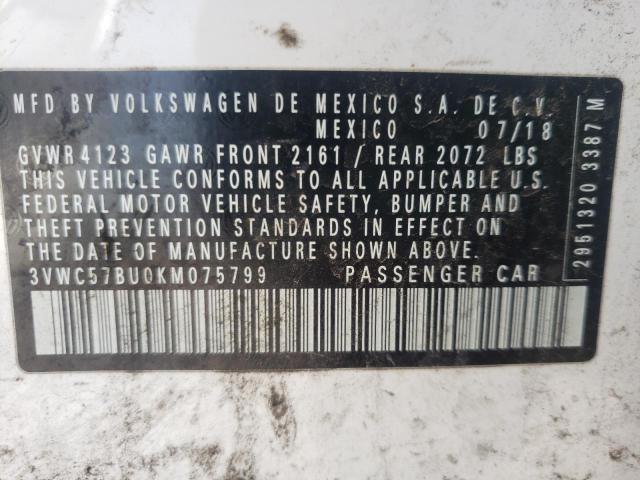 MFD BY VOLKSWAGEN DE MEXICO S.A. DE C.V.
MEXICO 07/18
GVWR 4123 GAWR FRONT 2161 / REAR 2072 LBS
THIS VEHICLE CONFORMS TO ALL APPLICABLE U.S.
FEDERAL MOTOR VEHICLE SAFETY, BUMPER AND
THEFT PREVENTION STANDARDS IN EFFECT ON
THE DATE OF MANUFACTURE SHOWN ABOVE.
3VWC57BU0KM075799 PASSENGER CAR
2951320 3387 M